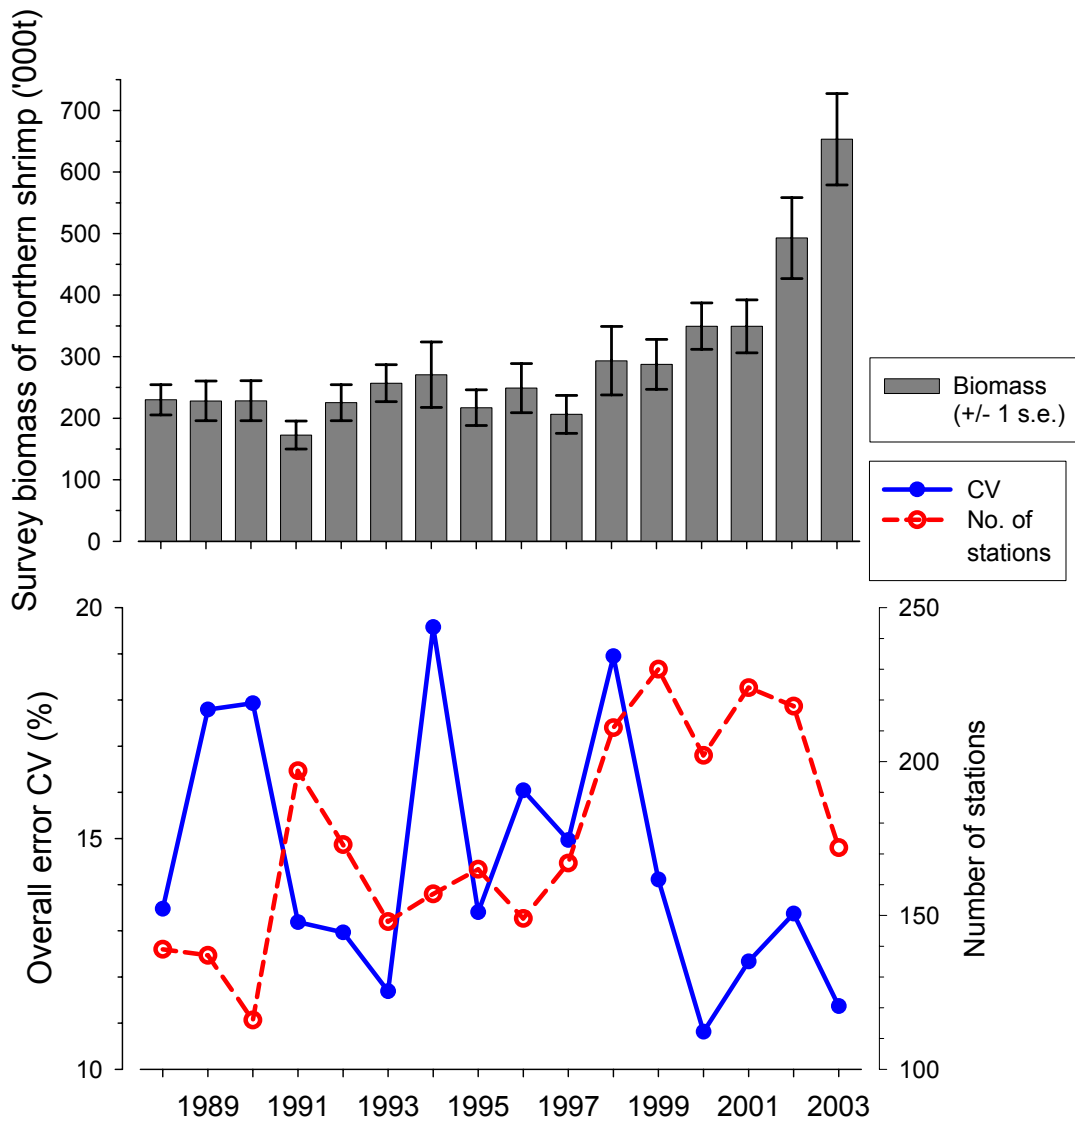 Survey biomass of northern shrimp ('000t)
700
600
500
400
300
200
100
0
Biomass
(+/- 1 s.e.)
CV
No. of
stations
Overall error CV (%)
20
15
10
250
200
150
100
Number of stations
1989 1991 1993 1995 1997 1999 2001 2003